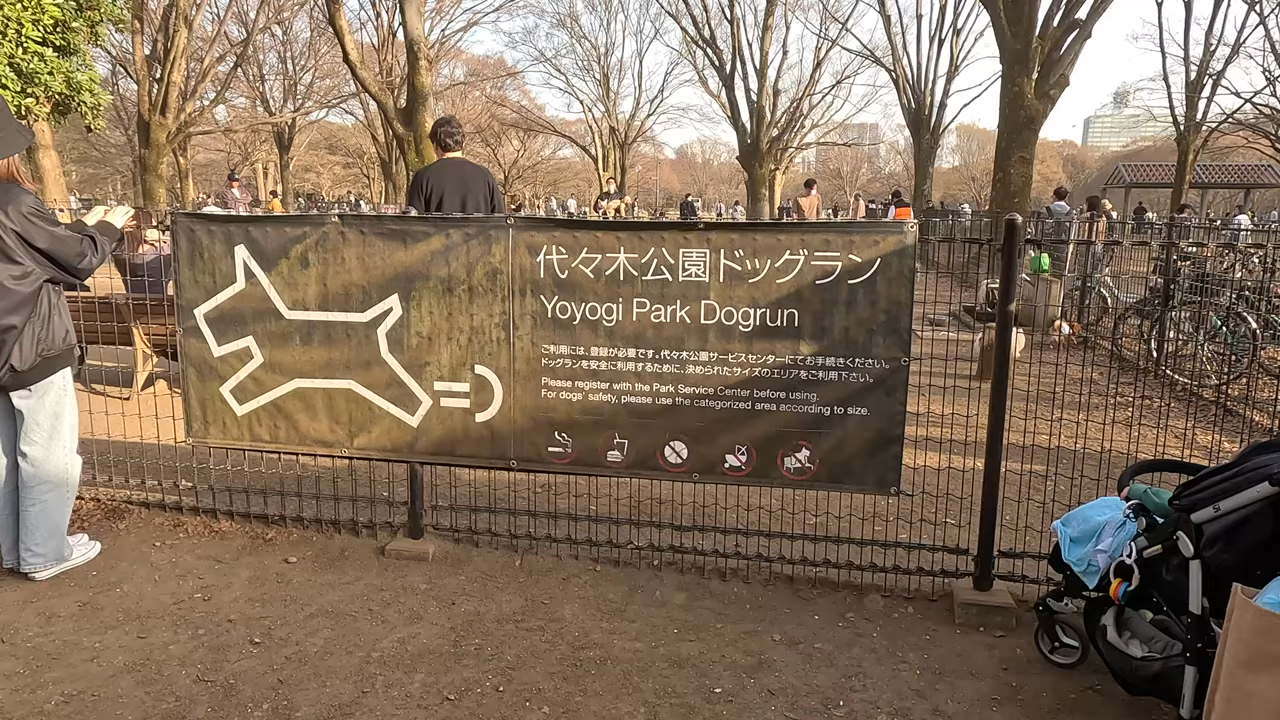 代々木公園ドッグラン
Yoyogi Park Dogrun
ご利用には、登録が必要です。代々木公園サービスセンターにてお手続きください。
ドッグランを安全に利用するために、決められたサイズのエリアをご利用下さい。
Please register with the Park Service Center before using.
For dogs' safety, please use the categorized area according to size.